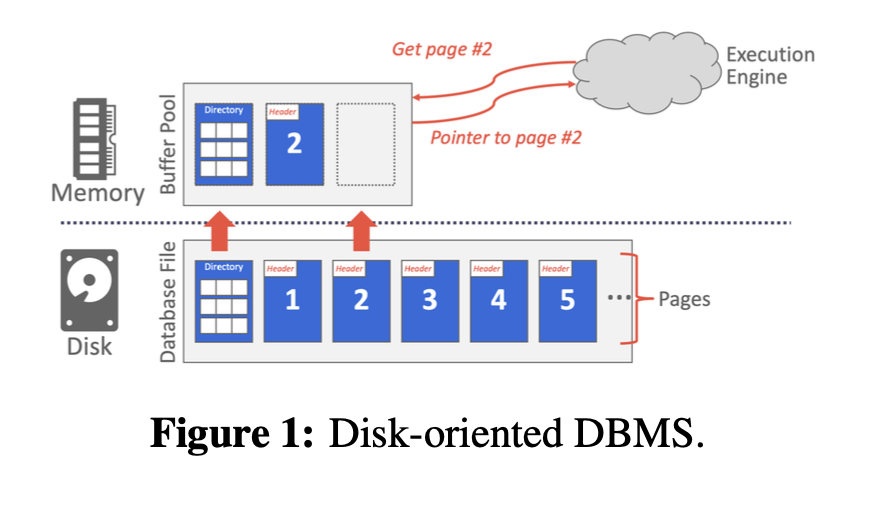 Get page #2
Execution
Engine
Buffer Pool
Directory
Header
2
Pointer to page #2
Memory
Database File
Directory
Header
1
Header
2
Header
3
Header
4
Header
5
...
Pages
Disk
Figure 1: Disk-oriented DBMS.